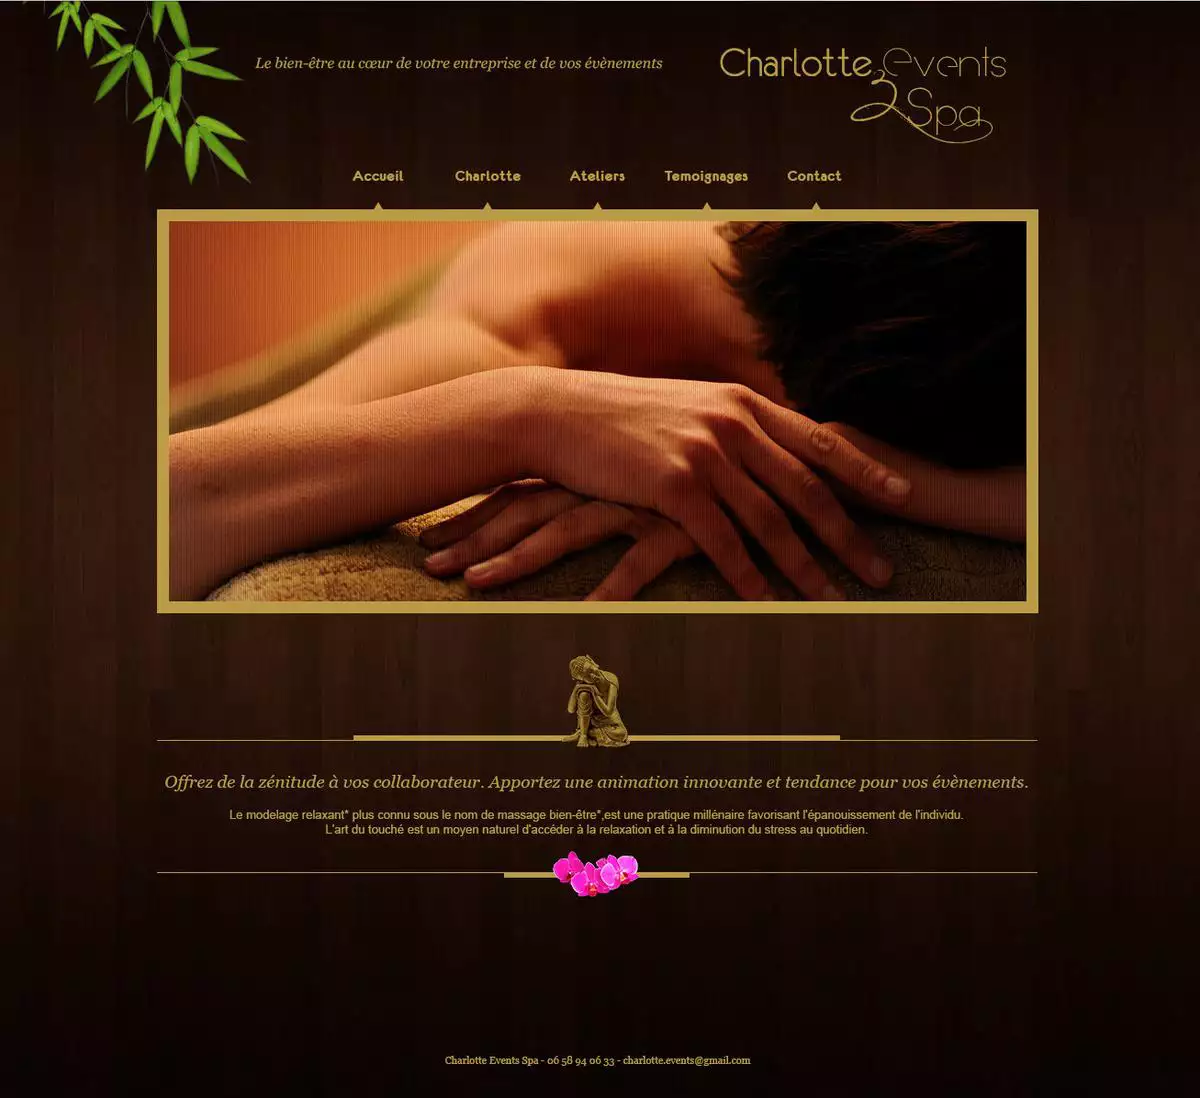 Le bien-être au cœur de votre entreprise et de vos évènements
Charlotte events
Spa
Accueil Charlotte Ateliers Temoignages Contact
Offrez de la zénitude à vos collaborateur. Apportez une animation innovante et tendance pour vos évènements.
Le modelage relaxant* plus connu sous le nom de massage bien-être*,est une pratique millénaire favorisant l'épanouissement de l'individu.
L'art du touché est un moyen naturel d'accéder à la relaxation et à la diminution du stress au quotidien.
Charlotte Events Spa - 06 58 94 06 33 - charlotte.events@gmail.com